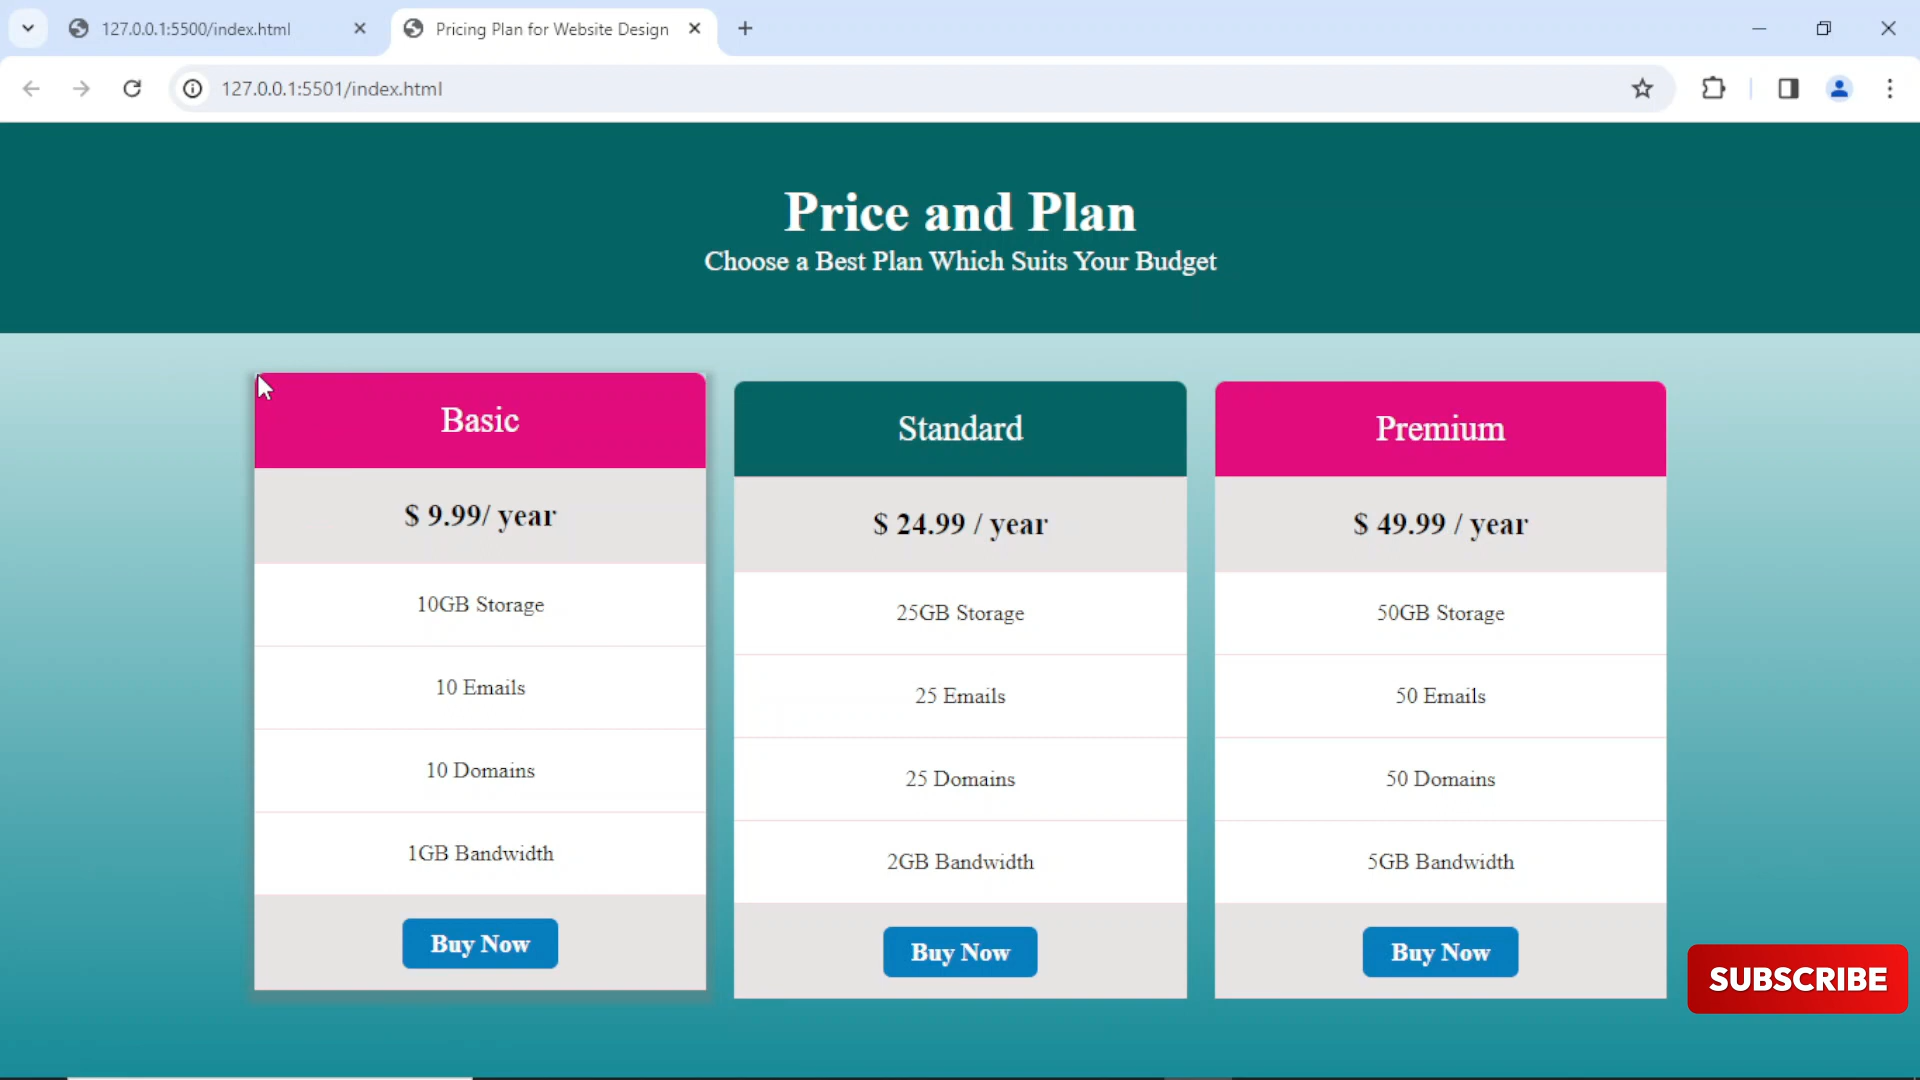 127.0.0.1:5500/index.html
Pricing Plan for Website Design
127.0.0.1:5501/index.html
Price and Plan
Choose a Best Plan Which Suits Your Budget
Basic
$ 9.99/ year
10GB Storage
10 Emails
10 Domains
1GB Bandwidth
Buy Now
Standard
$ 24.99 / year
25GB Storage
25 Emails
25 Domains
2GB Bandwidth
Buy Now
Premium
$ 49.99 / year
50GB Storage
50 Emails
50 Domains
5GB Bandwidth
Buy Now
SUBSCRIBE